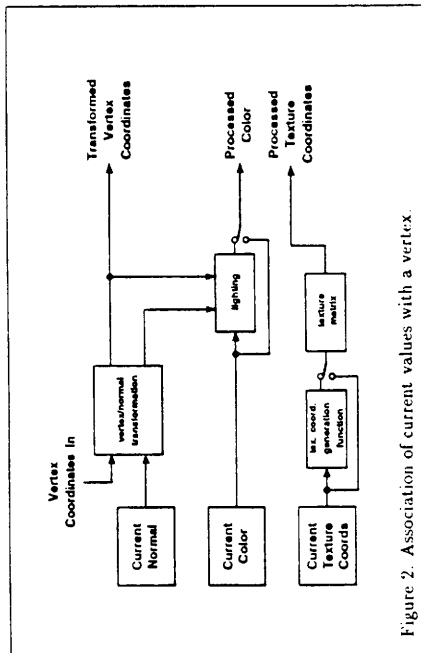 Vertex
Coordinates In
Current
Normal
vertex/normal
transformation
Transformed
Vertex
Coordinates
Current
Color
lighting
Processed
Color
Current
Texture
Coords
tex. coord.
generation
function
texture
matrix
Processed
Texture
Coordinates
Figure 2. Association of current values with a vertex.